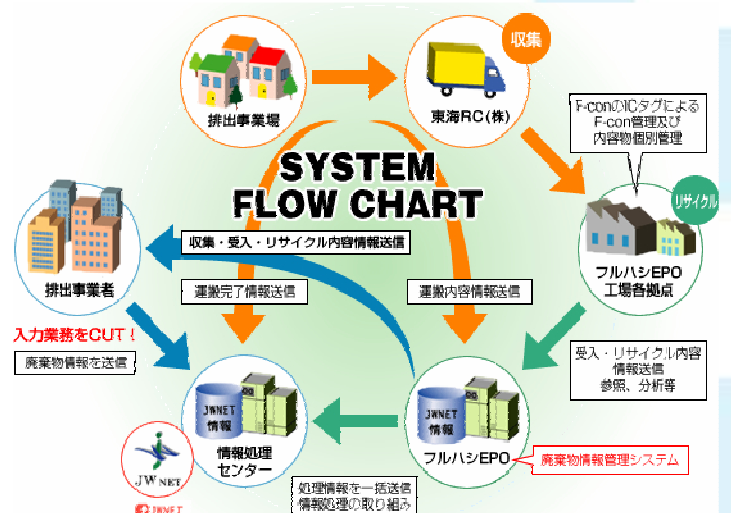 収集
排出事業場
東海RC(株)
F-conのICタグによる
F-con管理及び
内容物個別管理
SYSTEM
FLOW CHART
リサイクル
収集・受入・リサイクル内容情報送信
排出事業者
運搬完了情報送信
運搬内容情報送信
フルハシEPO
工場各拠点
入力業務をCUT！
廃棄物情報を送信
受入・リサイクル内容
情報送信
参照、分析等
JWNET
情報
JWNET
情報
情報処理
センター
フルハシEPO
廃棄物情報管理システム
JW NET
処理情報を一括送信
情報処理の取り組み
JWNET